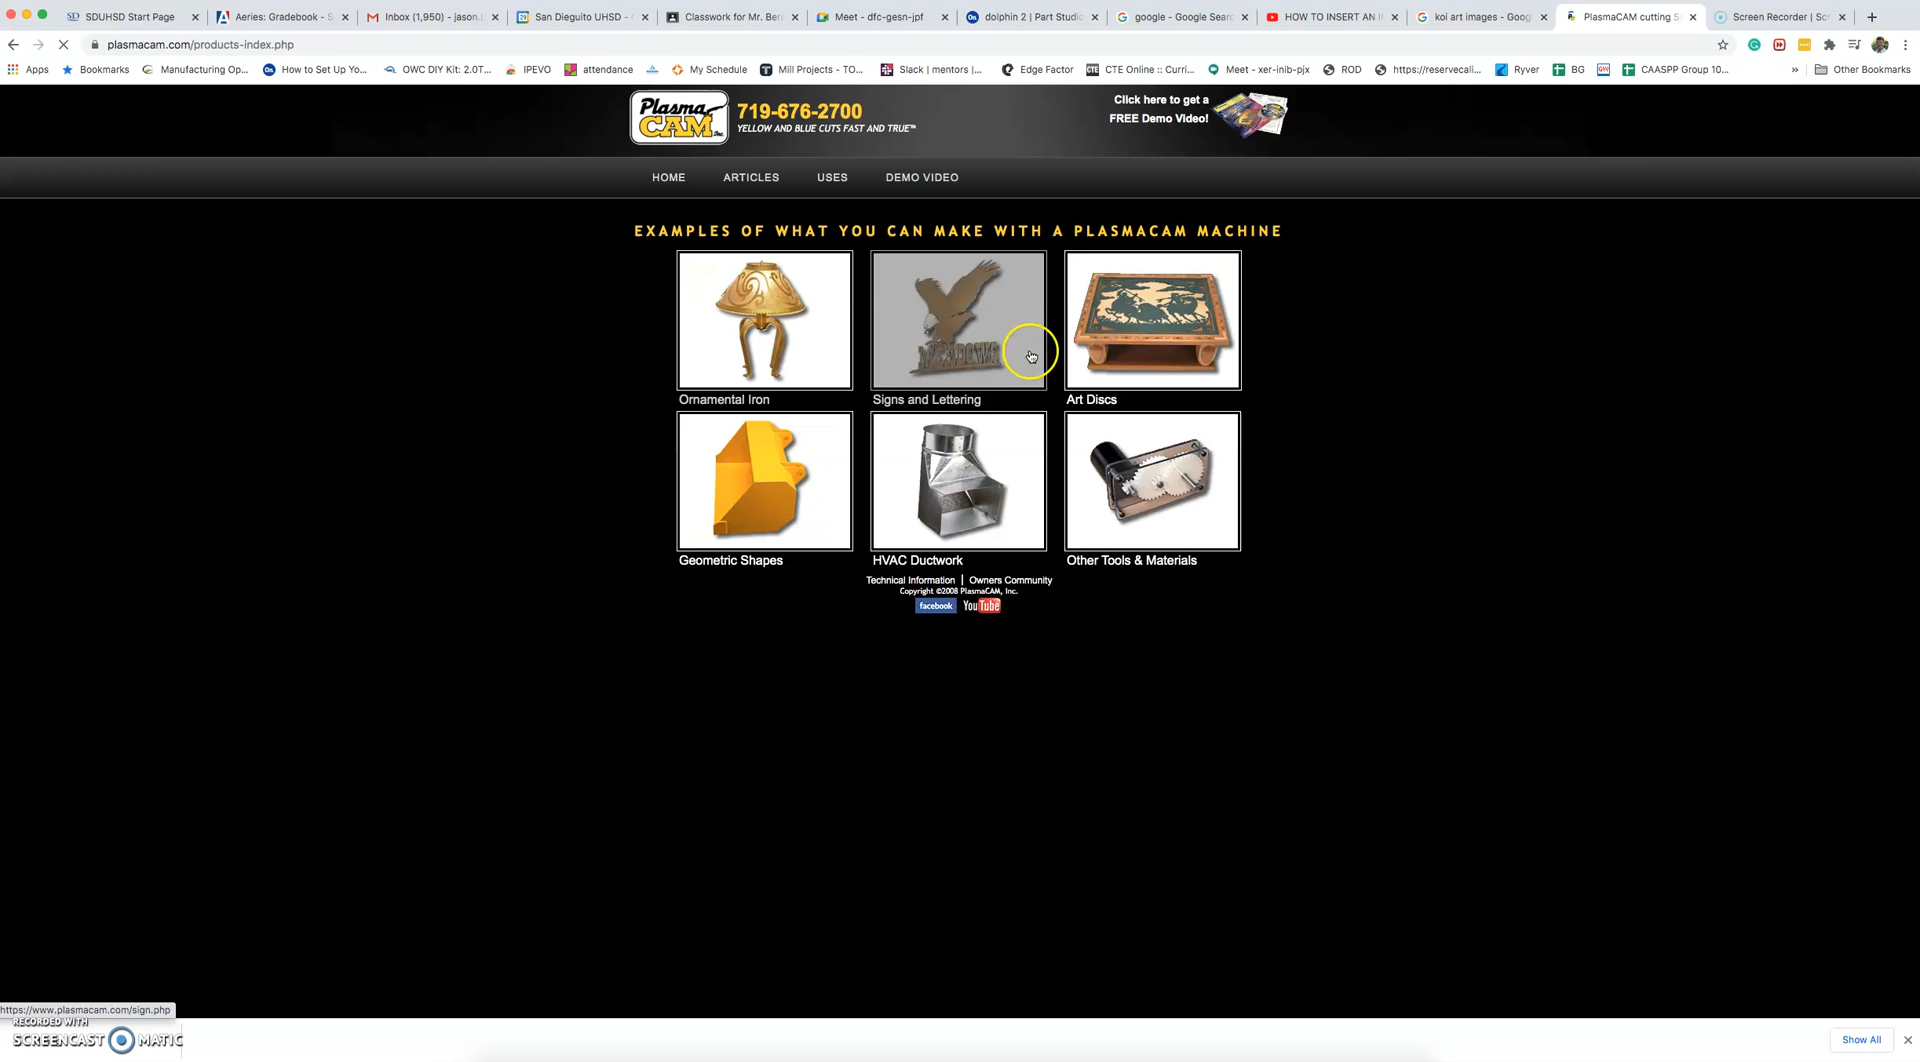 SDUHSD Start Page
Aeries: Gradebook - S
Inbox (1,950) - jason.t
San Dieguito UHSD -
Classwork for Mr. Ber
Meet - dfc-gesn-jpf
dolphin 2 | Part Studio
google - Google Sear
HOW TO INSERT AN I
koi art images - Goog
PlasmaCAM cutting Sy
Screen Recorder | Scr
plasmacam.com/products-index.php
Apps
Bookmarks
Manufacturing Op...
How to Set Up Yo...
OWC DIY Kit: 2.0T...
IPEVO
attendance
My Schedule
Mill Projects - TO...
Slack | mentors |...
Edge Factor
CTE Online :: Curri...
Meet - xer-inib-pjx
ROD
https://reservecali...
Ryver
BG
CAASPP Group 10...
»
Other Bookmarks
Plasma
CAM Inc.
719-676-2700
YELLOW AND BLUE CUTS FAST AND TRUE™
Click here to get a
FREE Demo Video!
HOME
ARTICLES
USES
DEMO VIDEO
EXAMPLES OF WHAT YOU CAN MAKE WITH A PLASMACAM MACHINE
Ornamental Iron
Signs and Lettering
Art Discs
Geometric Shapes
HVAC Ductwork
Other Tools & Materials
Technical Information | Owners Community
Copyright ©2008 PlasmaCAM, Inc.
facebook
YouTube
https://www.plasmacam.com/sign.php
RECORDED WITH
SCREENCAST MATIC
Show All